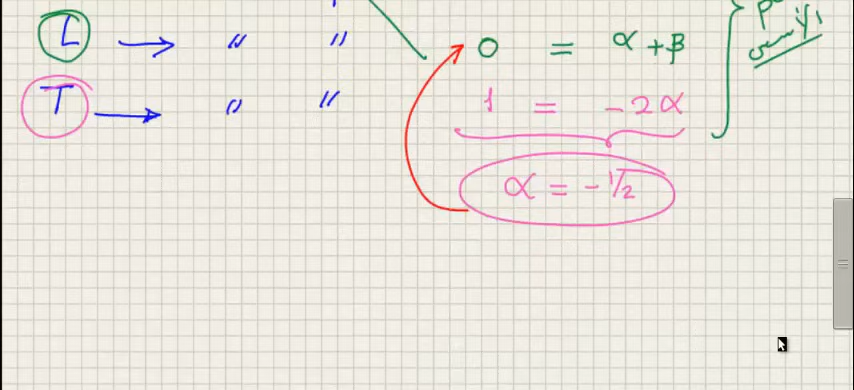 L → " " 0 = α + β
T → " " 1 = -2α
α = -1/2